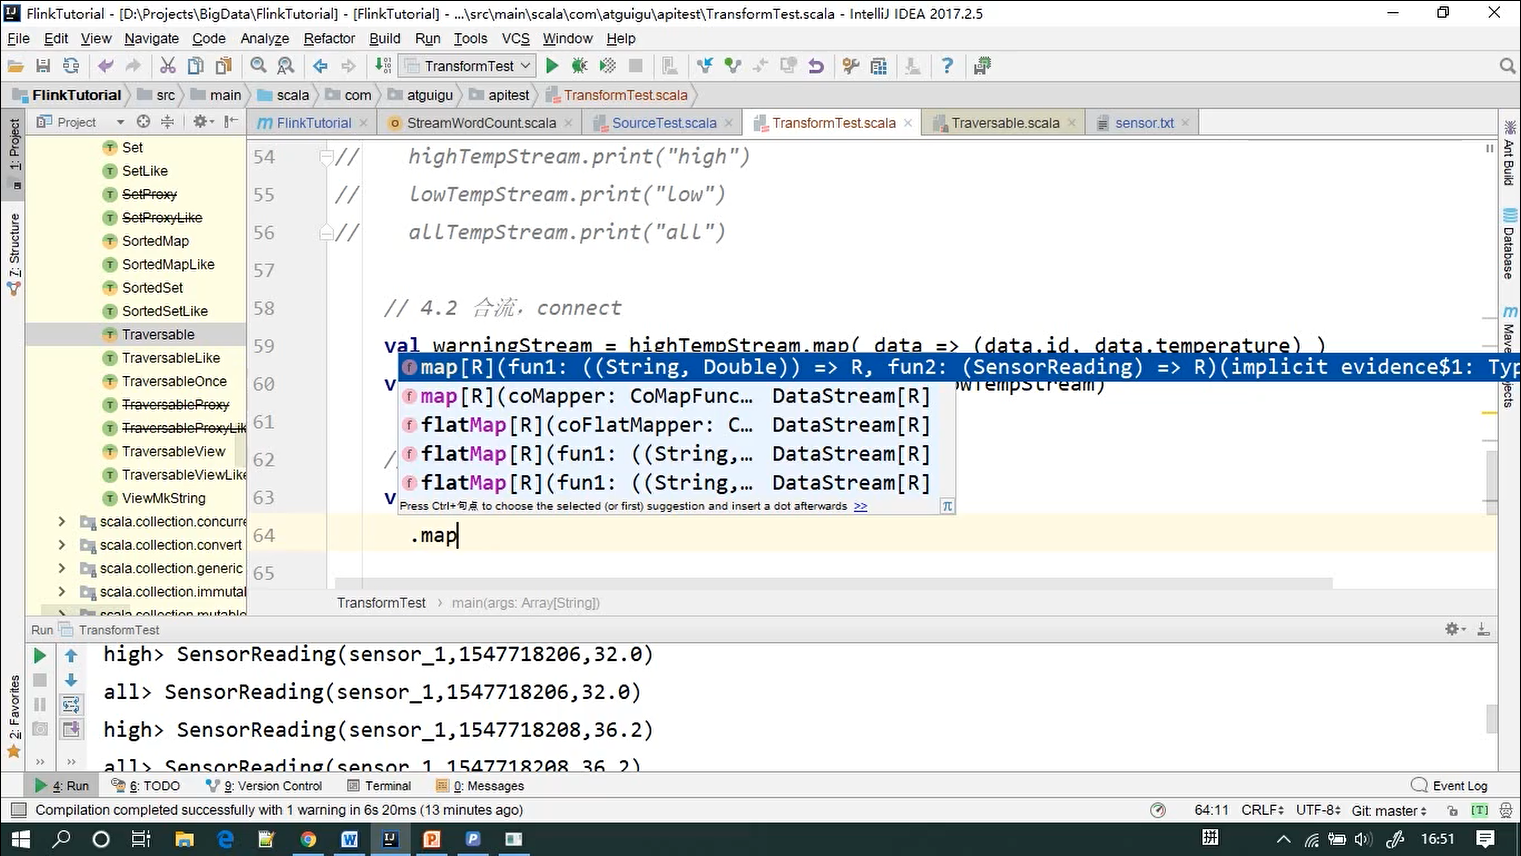 FlinkTutorial - [D:\Projects\BigData\FlinkTutorial] - [FlinkTutorial] - ...\src\main\scala\com\atguigu\apitest\TransformTest.scala - IntelliJ IDEA 2017.2.5
File Edit View Navigate Code Analyze Refactor Build Run Tools VCS Window Help
TransformTest
FlinkTutorial src main scala com atguigu apitest TransformTest.scala
Project
FlinkTutorial StreamWordCount.scala SourceTest.scala TransformTest.scala Traversable.scala sensor.txt
1: Project
7: Structure
2: Favorites
Ant Build
Database
Set
SetLike
SetProxy
SetProxyLike
SortedMap
SortedMapLike
SortedSet
SortedSetLike
Traversable
TraversableLike
TraversableOnce
TraversableProxy
TraversableProxyLik
TraversableView
TraversableViewLike
ViewMkString
scala.collection.concurre
scala.collection.convert
scala.collection.generic
scala.collection.immutal
scala.collection.mutable
54 // highTempStream.print("high")
55 // lowTempStream.print("low")
56 // allTempStream.print("all")
57
58 // 4.2 合流，connect
59 val warningStream = highTempStream.map( data => (data.id, data.temperature) )
60 v owTempStream)
61
62 /
63 v
64 .map
65
map[R](fun1: ((String, Double)) => R, fun2: (SensorReading) => R)(implicit evidence$1: Typ
map[R](coMapper: CoMapFunc... DataStream[R]
flatMap[R](coFlatMapper: C... DataStream[R]
flatMap[R](fun1: ((String,... DataStream[R]
flatMap[R](fun1: ((String,... DataStream[R]
Press Ctrl+句点 to choose the selected (or first) suggestion and insert a dot afterwards >>
π
TransformTest › main(args: Array[String])
Run TransformTest
high> SensorReading(sensor_1,1547718206,32.0)
all> SensorReading(sensor_1,1547718206,32.0)
high> SensorReading(sensor_1,1547718208,36.2)
all> SensorReading(sensor_1,1547718208,36.2)
4: Run 6: TODO 9: Version Control Terminal 0: Messages Event Log
Compilation completed successfully with 1 warning in 6s 20ms (13 minutes ago) 64:11 CRLF UTF-8 Git: master [T]
拼 16:51